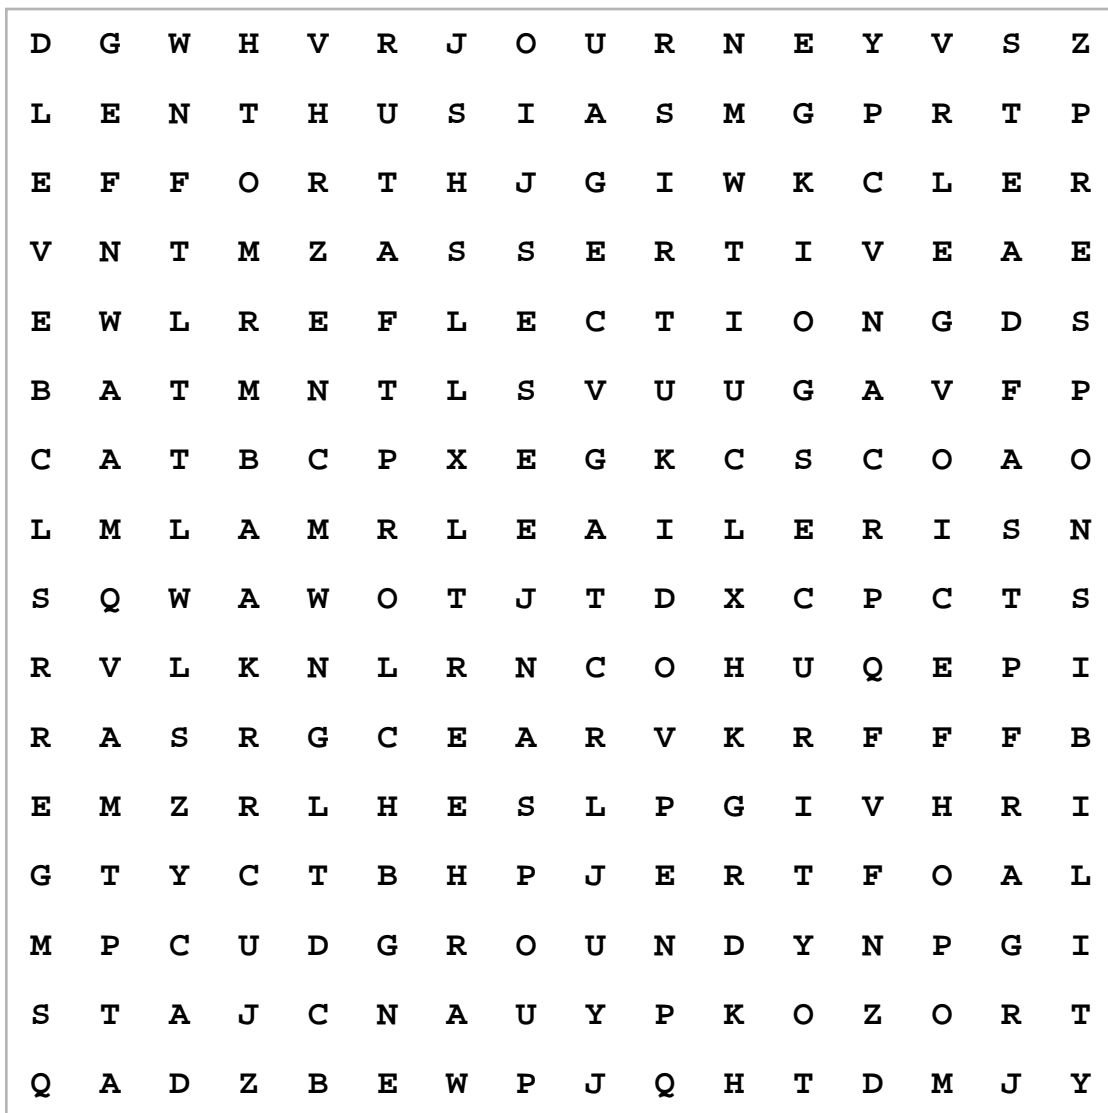 D G W H V R J O U R N E Y V S Z
L E N T H U S I A S M G P R T P
E F F O R T H J G I W K C L E R
V N T M Z A S S E R T I V E A E
E W L R E F L E C T I O N G D S
B A T M N T L S V U U G A V F P
C A T B C P X E G K C S C O A O
L M L A M R L E A I L E R I S N
S Q W A W O T J T D X C P C T S
R V L K N L R N C O H U Q E P I
R A S R G C E A R V K R F F F B
E M Z R L H E S L P G I V H R I
G T Y C T B H P J E R T F O A L
M P C U D G R O U N D Y N P G I
S T A J C N A U Y P K O Z O R T
Q A D Z B E W P J Q H T D M J Y